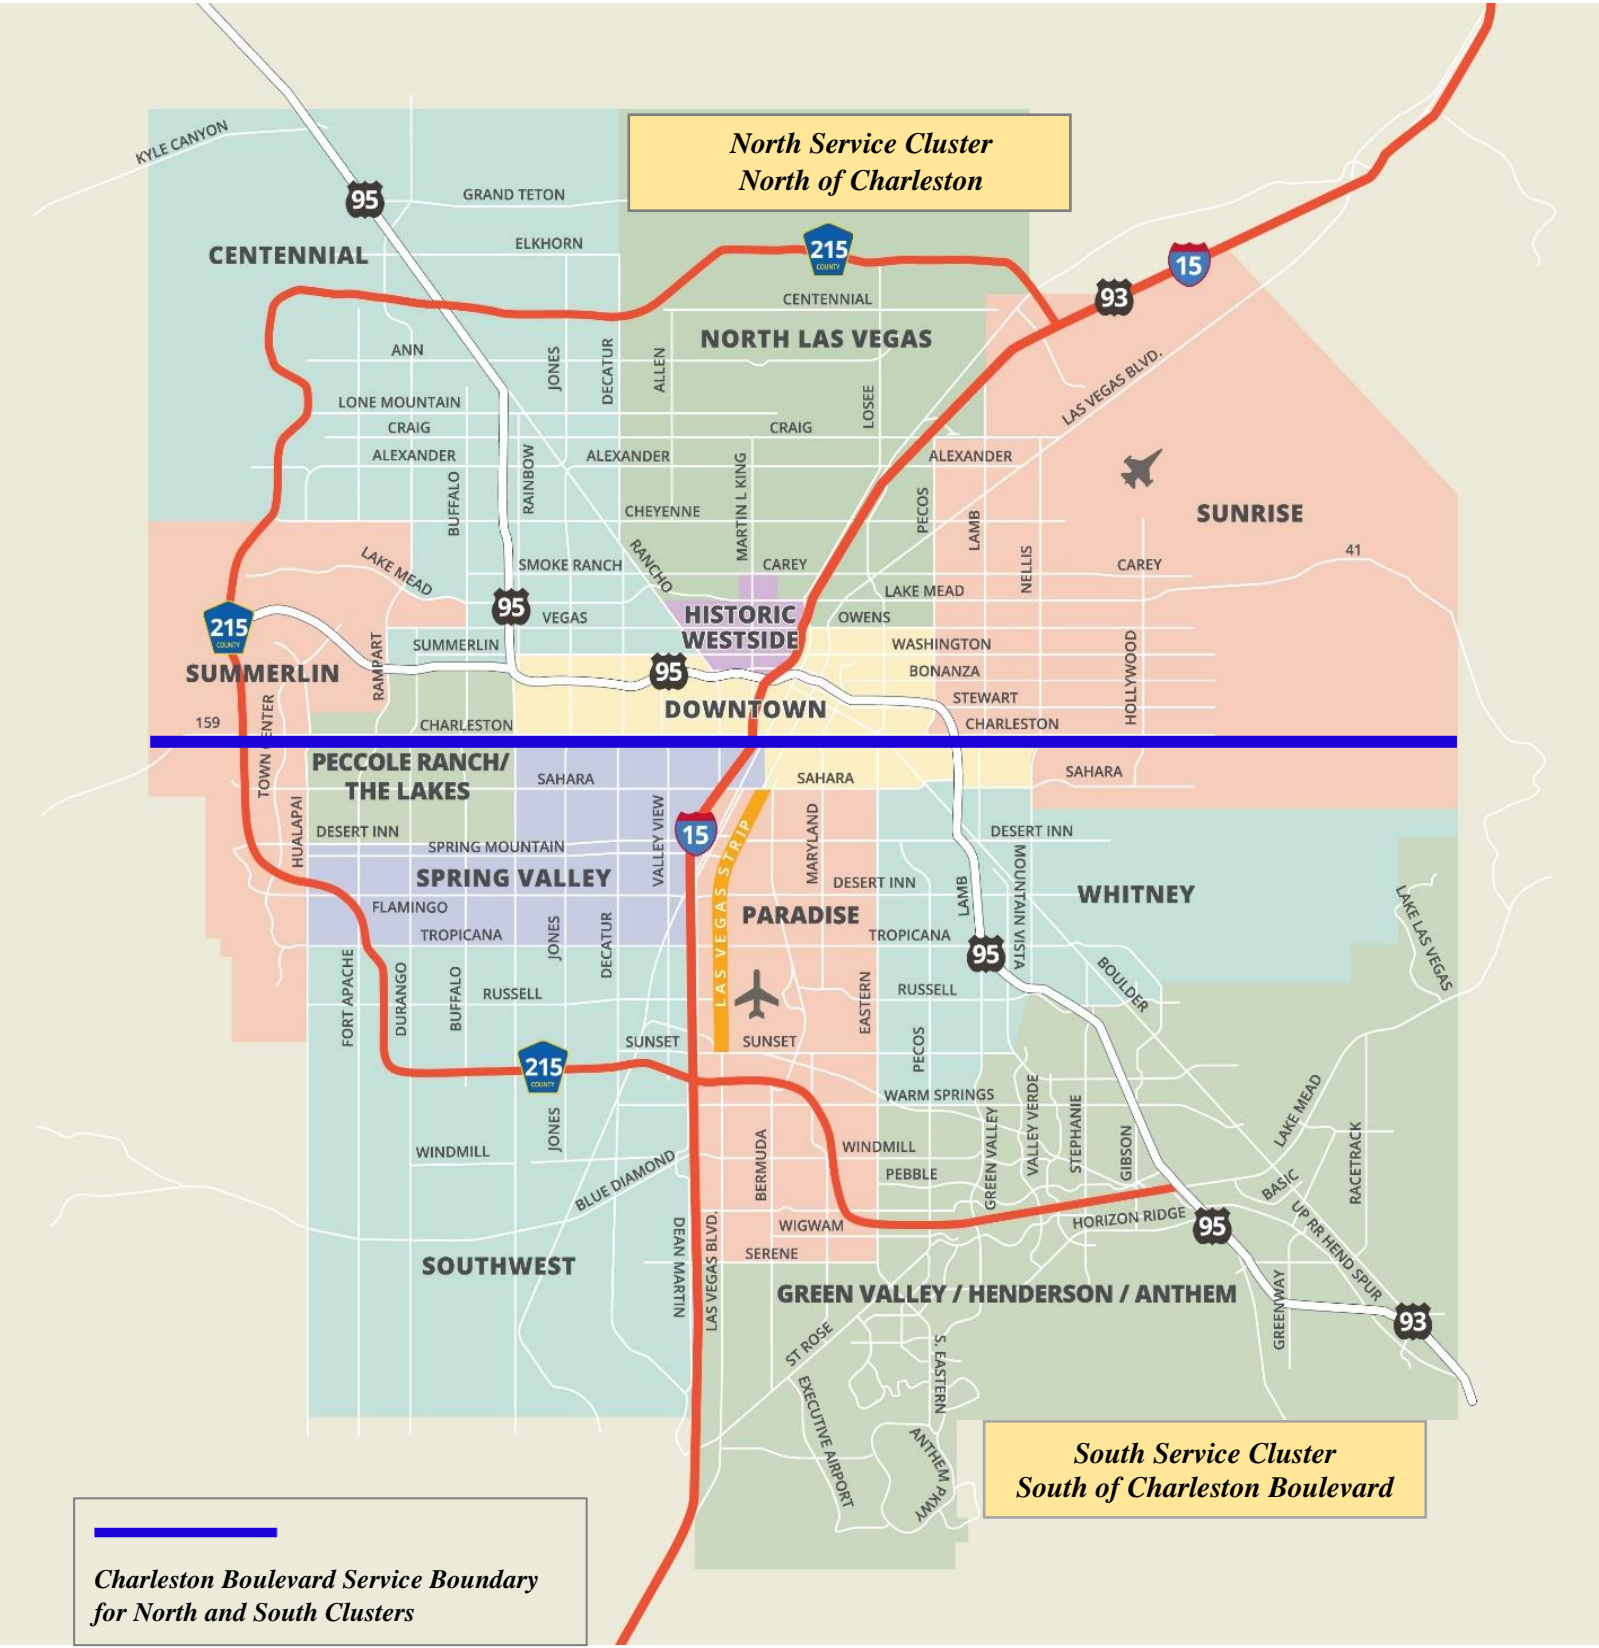 North Service Cluster
North of Charleston
KYLE CANYON
95
GRAND TETON
ELKHORN
215
COUNTY
15
93
CENTENNIAL
CENTENNIAL
NORTH LAS VEGAS
ANN
JONES
DECATUR
ALLEN
LOSEE
LAS VEGAS BLVD.
LONE MOUNTAIN
CRAIG
CRAIG
ALEXANDER
ALEXANDER
ALEXANDER
BUFFALO
RAINBOW
MARTIN L KING
PECOS
LAMB
NELLIS
CHEYENNE
SUNRISE
41
LAKE MEAD
SMOKE RANCH
RANCHO
CAREY
CAREY
LAKE MEAD
95
VEGAS
HISTORIC
WESTSIDE
OWENS
215
COUNTY
SUMMERLIN
RAMPART
SUMMERLIN
WASHINGTON
BONANZA
95
STEWART
HOLLYWOOD
DOWNTOWN
159
TOWN CENTER
CHARLESTON
CHARLESTON
PECCOLE RANCH/
THE LAKES
SAHARA
SAHARA
SAHARA
HUALAPAI
DESERT INN
SPRING MOUNTAIN
VALLEY VIEW
15
LAS VEGAS STRIP
MARYLAND
DESERT INN
DESERT INN
SPRING VALLEY
LAMB
MOUNTAIN VISTA
WHITNEY
LAKE LAS VEGAS
FLAMINGO
PARADISE
TROPICANA
JONES
DECATUR
TROPICANA
95
BOULDER
FORT APACHE
DURANGO
BUFFALO
RUSSELL
EASTERN
RUSSELL
SUNSET
SUNSET
PECOS
215
COUNTY
WARM SPRINGS
GREEN VALLEY
VALLEY VERDE
STEPHANIE
GIBSON
LAKE MEAD
RACETRACK
JONES
WINDMILL
BLUE DIAMOND
BERMUDA
WINDMILL
PEBBLE
BASIC
UP RR HEND SPUR
WIGWAM
HORIZON RIDGE
95
SERENE
DEAN MARTIN
LAS VEGAS BLVD.
SOUTHWEST
GREEN VALLEY / HENDERSON / ANTHEM
GREENWAY
93
ST ROSE
S. EASTERN
EXECUTIVE AIRPORT
ANTHEM PKWY
South Service Cluster
South of Charleston Boulevard
Charleston Boulevard Service Boundary
for North and South Clusters